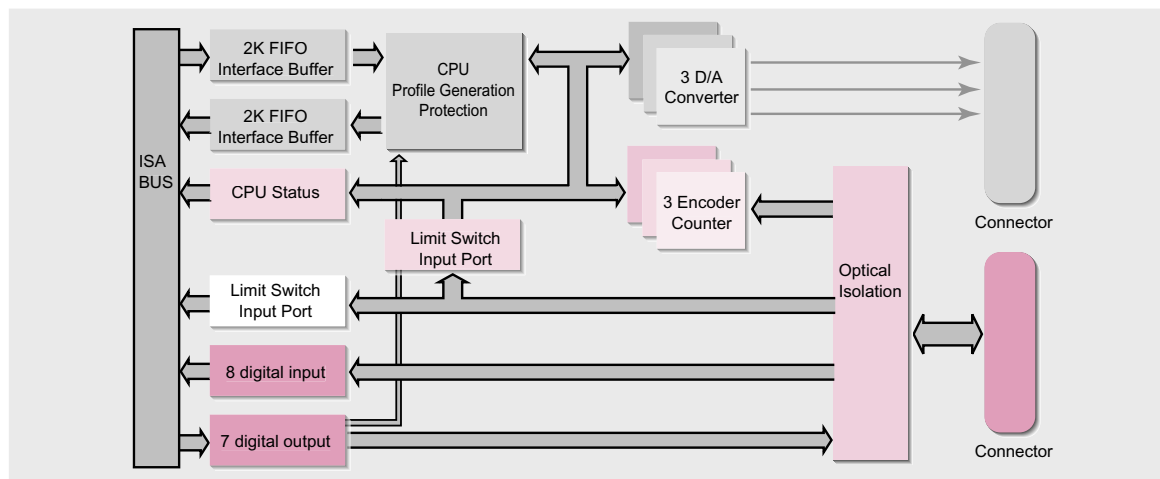 ISA
BUS
2K FIFO
Interface Buffer
2K FIFO
Interface Buffer
CPU Status
Limit Switch
Input Port
8 digital input
7 digital output
CPU
Profile Generation
Protection
Limit Switch
Input Port
3 D/A
Converter
3 Encoder
Counter
Optical
Isolation
Connector
Connector